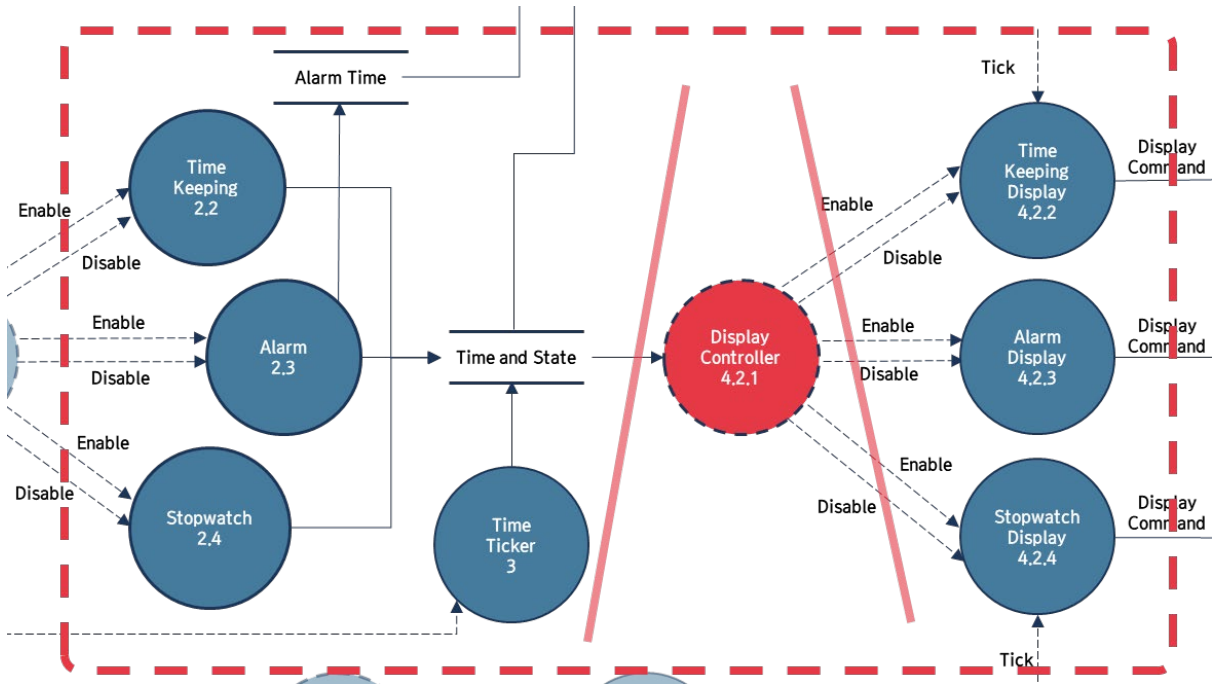 Alarm Time
Tick
Time
Keeping
2.2
Time
Keeping
Display
4.2.2
Display
Command
Enable
Disable
Enable
Disable
Enable
Disable
Alarm
2.3
Enable
Disable
Time and State
Display
Controller
4.2.1
Enable
Disable
Alarm
Display
4.2.3
Display
Command
Enable
Disable
Stopwatch
2.4
Time
Ticker
3
Enable
Disable
Stopwatch
Display
4.2.4
Display
Command
Tick